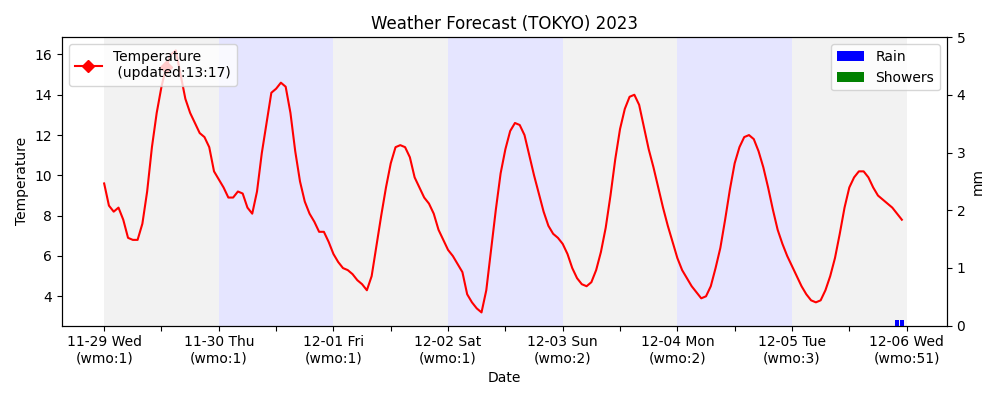 Weather Forecast (TOKYO) 2023
Temperature
(updated:13:17)
Rain
Showers
Temperature
16
14
12
10
8
6
4
5
4
3
2
1
0
mm
11-29 Wed
(wmo:1)
11-30 Thu
(wmo:1)
12-01 Fri
(wmo:1)
12-02 Sat
(wmo:1)
12-03 Sun
(wmo:2)
12-04 Mon
(wmo:2)
12-05 Tue
(wmo:3)
12-06 Wed
(wmo:51)
Date